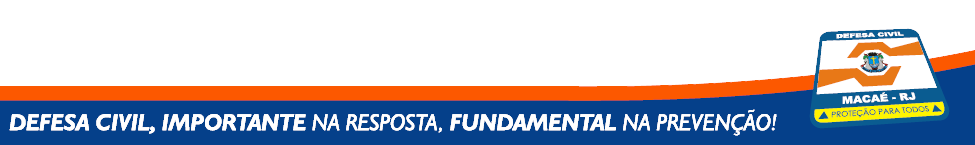 DEFESA CIVIL
MACAÉ - RJ
PROTEÇÃO PARA TODOS
DEFESA CIVIL, IMPORTANTE NA RESPOSTA, FUNDAMENTAL NA PREVENÇÃO!